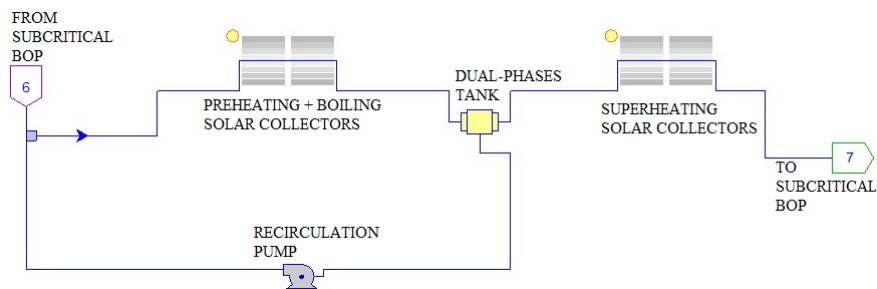 FROM
SUBCRITICAL
BOP
6
PREHEATING + BOILING
SOLAR COLLECTORS
DUAL-PHASES
TANK
SUPERHEATING
SOLAR COLLECTORS
7
TO
SUBCRITICAL
BOP
RECIRCULATION
PUMP